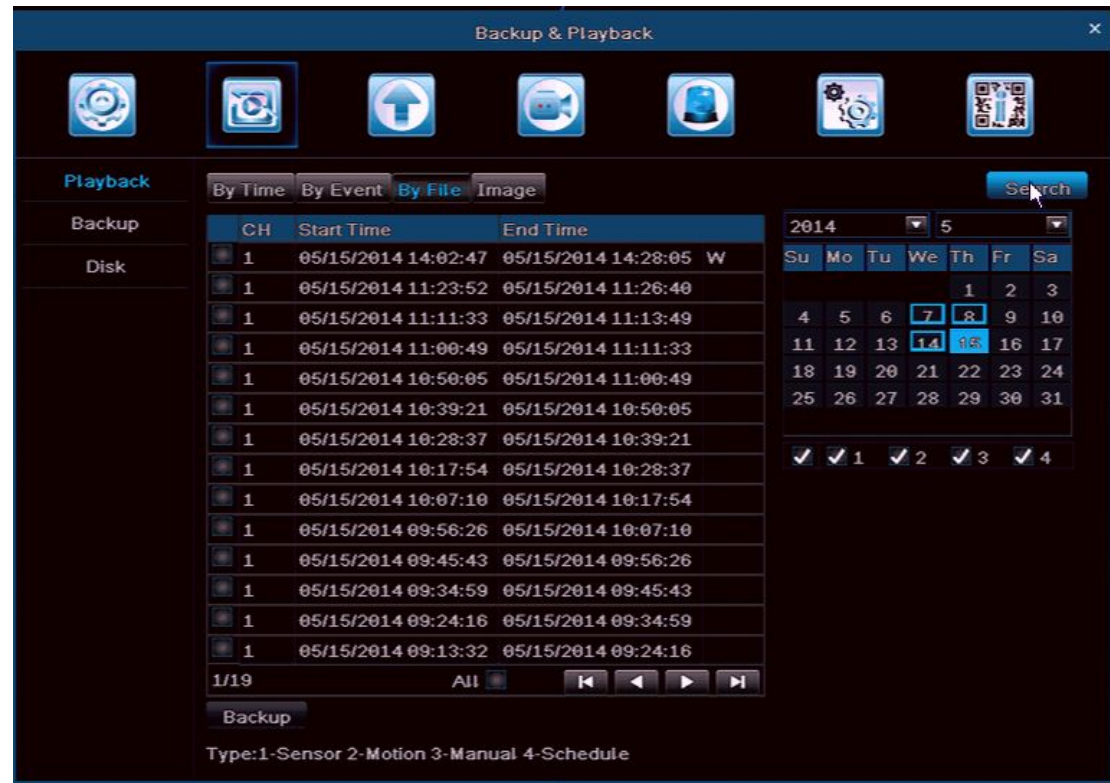 Backup & Playback ×
Playback
Backup
Disk
By Time By Event By File Image
Search
CH Start Time End Time
1 05/15/2014 14:02:47 05/15/2014 14:28:05 W
1 05/15/2014 11:23:52 05/15/2014 11:26:40
1 05/15/2014 11:11:33 05/15/2014 11:13:49
1 05/15/2014 11:00:49 05/15/2014 11:11:33
1 05/15/2014 10:50:05 05/15/2014 11:00:49
1 05/15/2014 10:39:21 05/15/2014 10:50:05
1 05/15/2014 10:28:37 05/15/2014 10:39:21
1 05/15/2014 10:17:54 05/15/2014 10:28:37
1 05/15/2014 10:07:10 05/15/2014 10:17:54
1 05/15/2014 09:56:26 05/15/2014 10:07:10
1 05/15/2014 09:45:43 05/15/2014 09:56:26
1 05/15/2014 09:34:59 05/15/2014 09:45:43
1 05/15/2014 09:24:16 05/15/2014 09:34:59
1 05/15/2014 09:13:32 05/15/2014 09:24:16
1/19 All
Backup
Type:1-Sensor 2-Motion 3-Manual 4-Schedule
2014 5
Su Mo Tu We Th Fr Sa
1 2 3
4 5 6 7 8 9 10
11 12 13 14 15 16 17
18 19 20 21 22 23 24
25 26 27 28 29 30 31
1 2 3 4